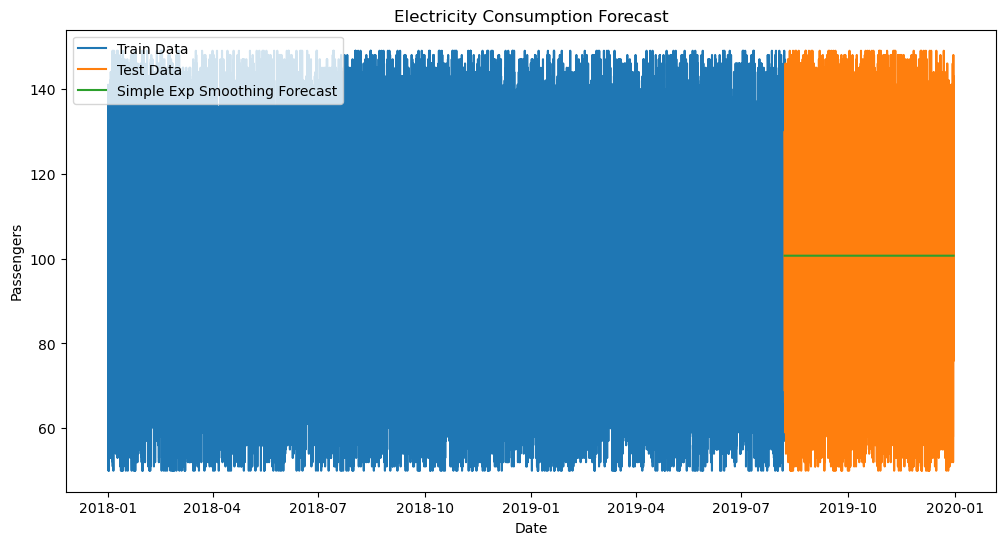 Electricity Consumption Forecast
Train Data
Test Data
Simple Exp Smoothing Forecast
Passengers
140
120
100
80
60
2018-01 2018-04 2018-07 2018-10 2019-01 2019-04 2019-07 2019-10 2020-01
Date